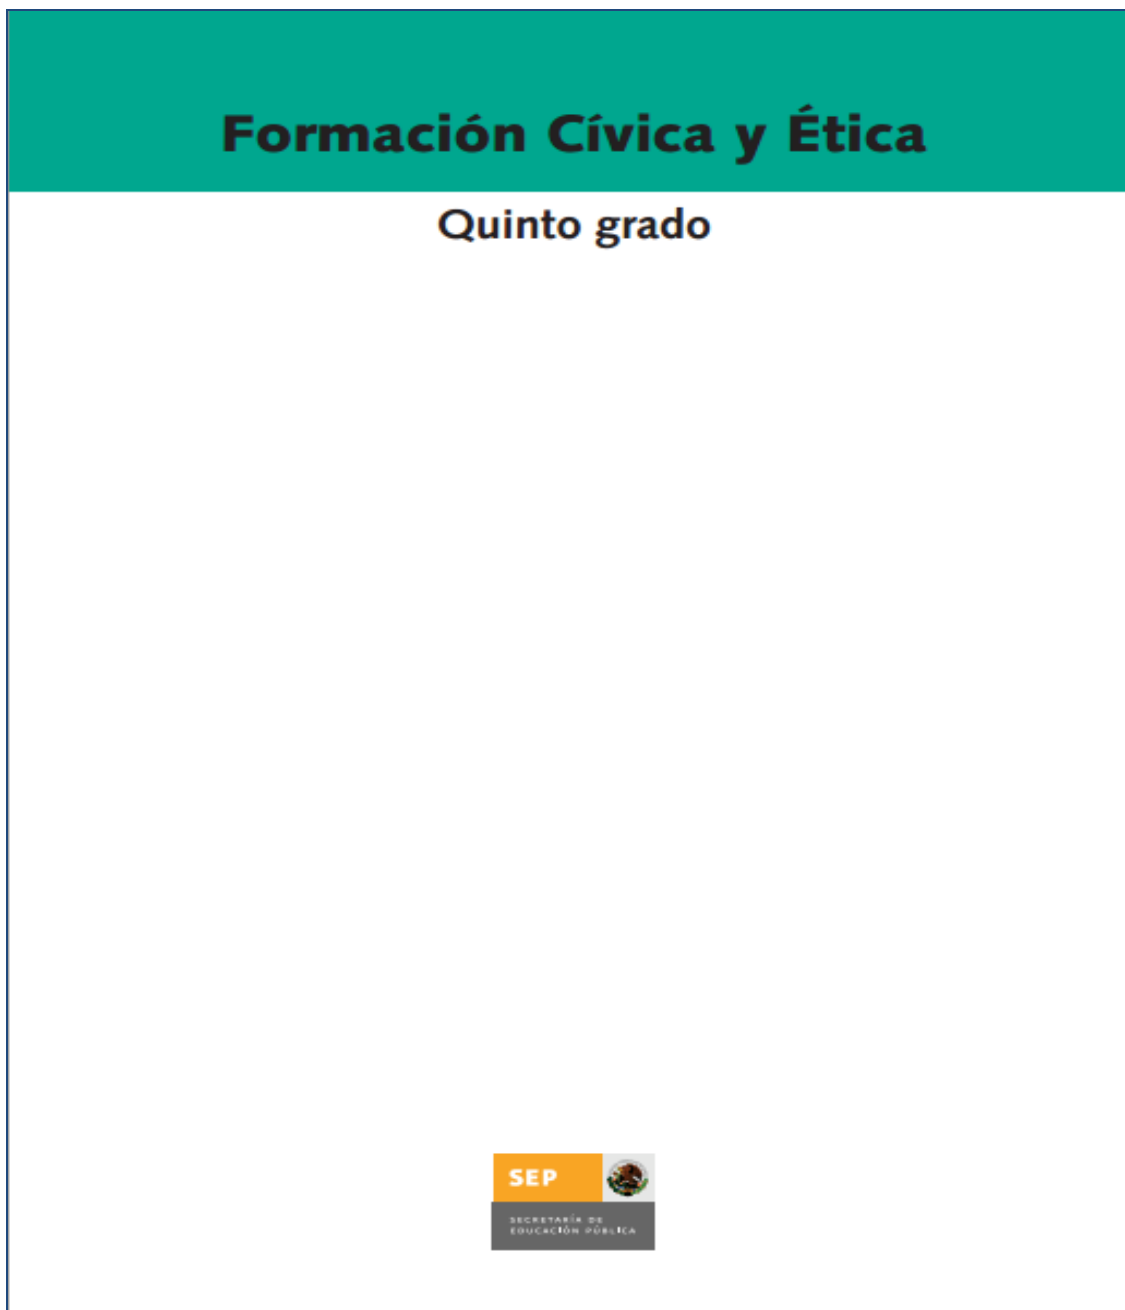 Formación Cívica y Ética
Quinto grado
SEP
SECRETARÍA DE
EDUCACIÓN PÚBLICA